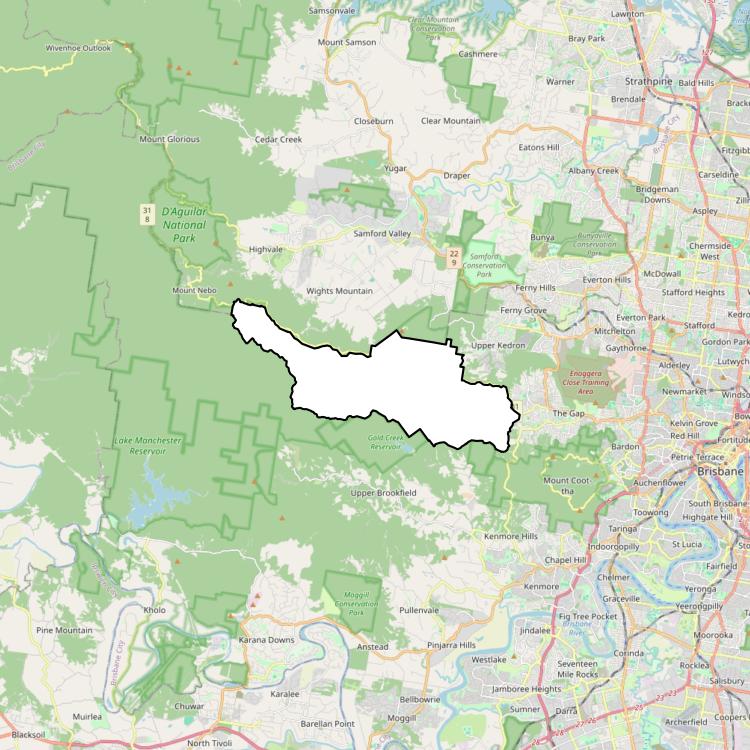 Samsonvale
Lawnton
Clear Mountain
Conservation
Park
Wivenhoe Outlook
Mount Samson
Bray Park
Cashmere
Warner
Strathpine
Bald Hills
Brendale
Closeburn
Clear Mountain
Mount Glorious
Cedar Creek
Eatons Hill
Brisbane City
Carseldine
Yugar
Draper
Albany Creek
Bridgeman
Downs
31
8
D'Aguilar
National
Park
Aspley
Samford Valley
Bunya
Bunyaville
Conservation
Park
Chermside
West
Highvale
22
9
Samford
Conservation
Park
McDowall
Everton Hills
Stafford Heights
Mount Nebo
Wights Mountain
Ferny Hills
Ferny Grove
Everton Park
Stafford
Mitchelton
Upper Kedron
Gaythorne
Gordon Park
Alderley
Enoggera
Close Training
Area
Newmarket
The Gap
Kelvin Grove
Red Hill
Lake Manchester
Reservoir
Gold Creek
Reservoir
Bardon
Petrie Terrace
Brisbane
Mount Coot
tha
Auchenflower
Upper Brookfield
South Brisbane
Toowong
Highgate Hill
Taringa
Kenmore Hills
Indooroopilly
St Lucia
Chapel Hill
Fairfield
Chelmer
Kenmore
Yeronga
Moggill
Conservation
Park
Graceville
Yeerongpilly
Kholo
Pullenvale
Fig Tree Pocket
Brisbane
River
Pine Mountain
Jindalee
Moorooka
Karana Downs
Anstead
Pinjarra Hills
Corinda
Brisbane City
Westlake
Seventeen
Mile Rocks
Rocklea
Jamboree Heights
Salisbury
Karalee
Bellbowrie
Chuwar
Sumner
Darra
Muirlea
Barellan Point
Moggill
Archerfield
Blacksoil
North Tivoli